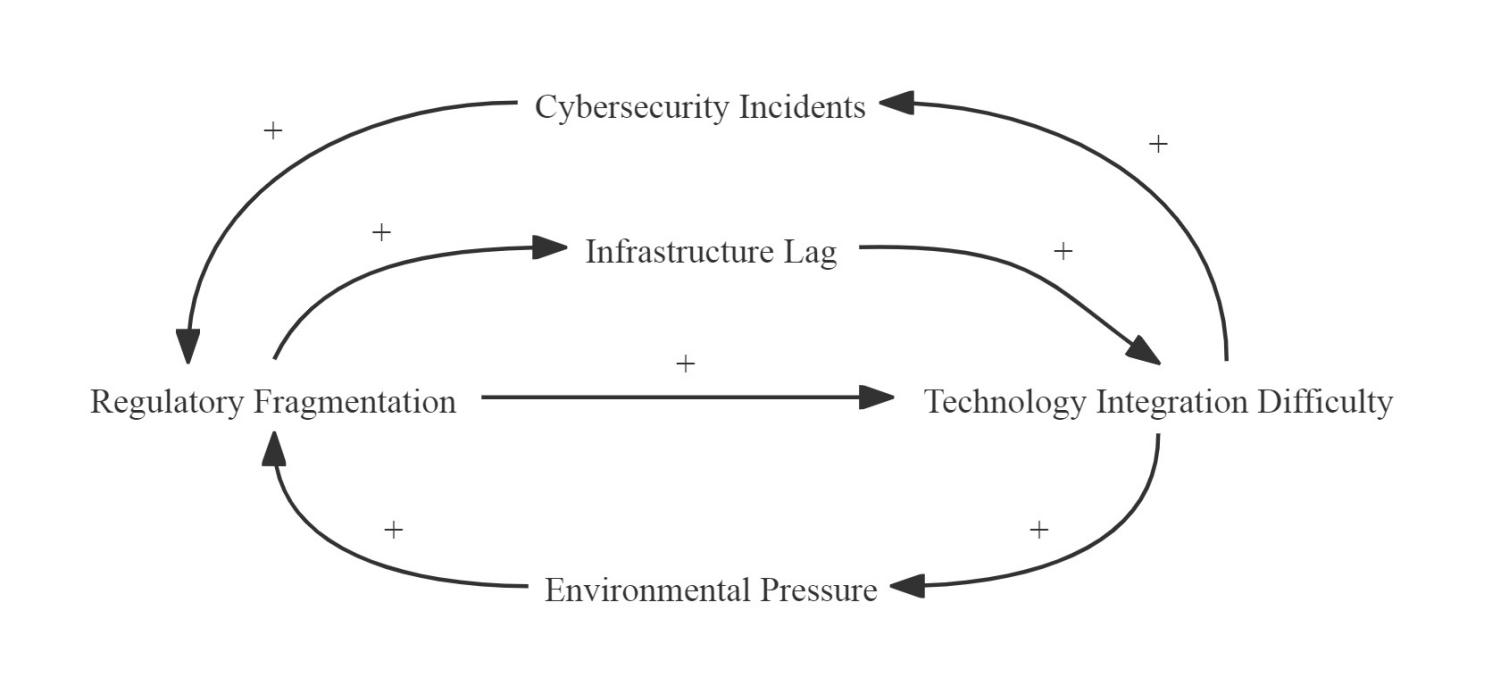 Cybersecurity Incidents
+
+
+
Infrastructure Lag
+
+
Regulatory Fragmentation
Technology Integration Difficulty
+
+
Environmental Pressure